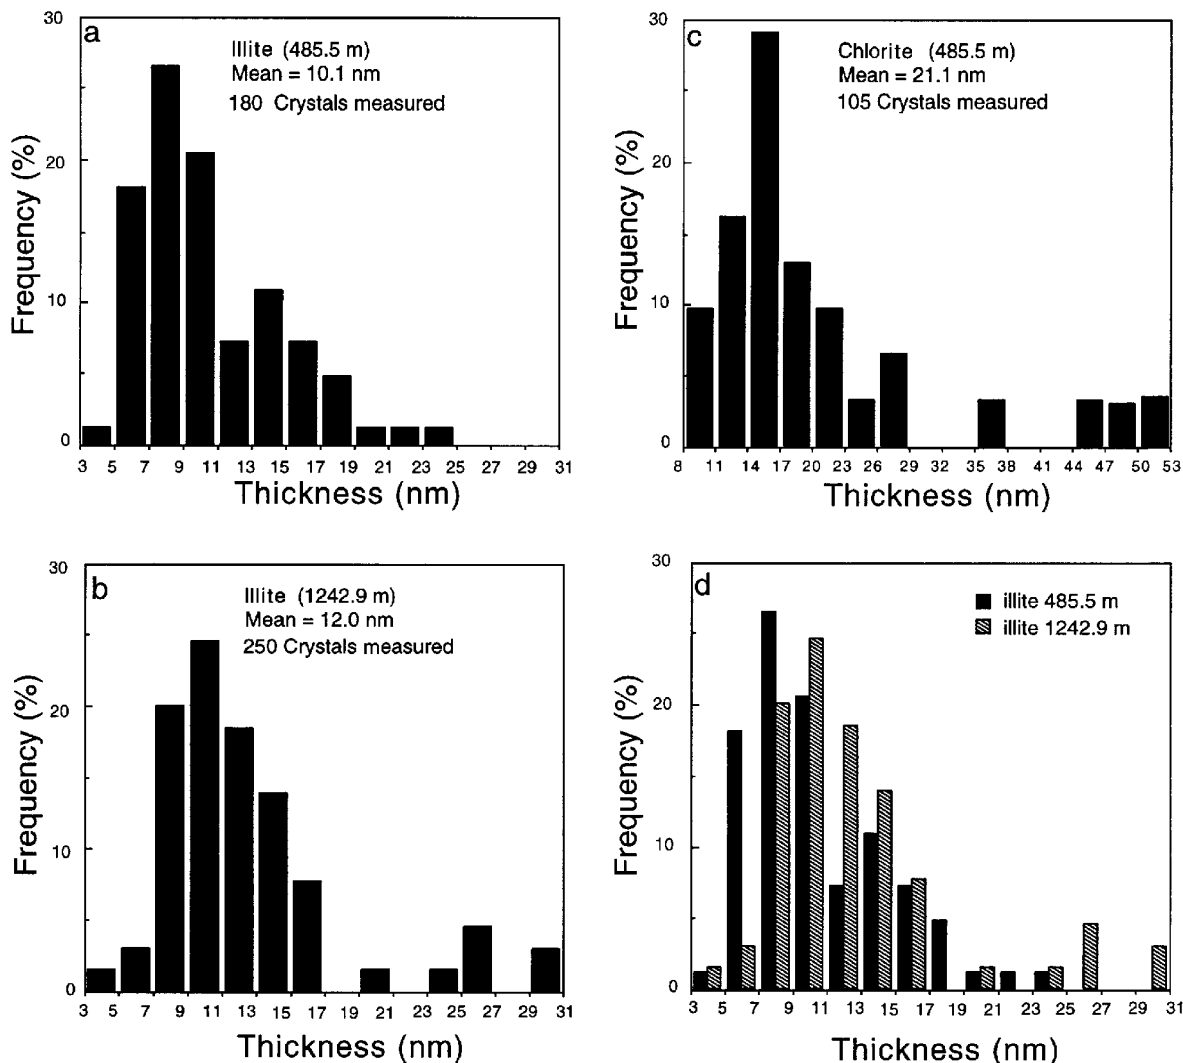 a
Illite (485.5 m)
Mean = 10.1 nm
180 Crystals measured
Frequency (%)
30
20
10
0
3 5 7 9 11 13 15 17 19 21 23 25 27 29 31
Thickness (nm)
c
Chlorite (485.5 m)
Mean = 21.1 nm
105 Crystals measured
Frequency (%)
30
20
10
0
8 11 14 17 20 23 26 29 32 35 38 41 44 47 50 53
Thickness (nm)
b
Illite (1242.9 m)
Mean = 12.0 nm
250 Crystals measured
Frequency (%)
30
20
10
0
3 5 7 9 11 13 15 17 19 21 23 25 27 29 31
Thickness (nm)
d
illite 485.5 m
illite 1242.9 m
Frequency (%)
30
20
10
0
3 5 7 9 11 13 15 17 19 21 23 25 27 29 31
Thickness (nm)